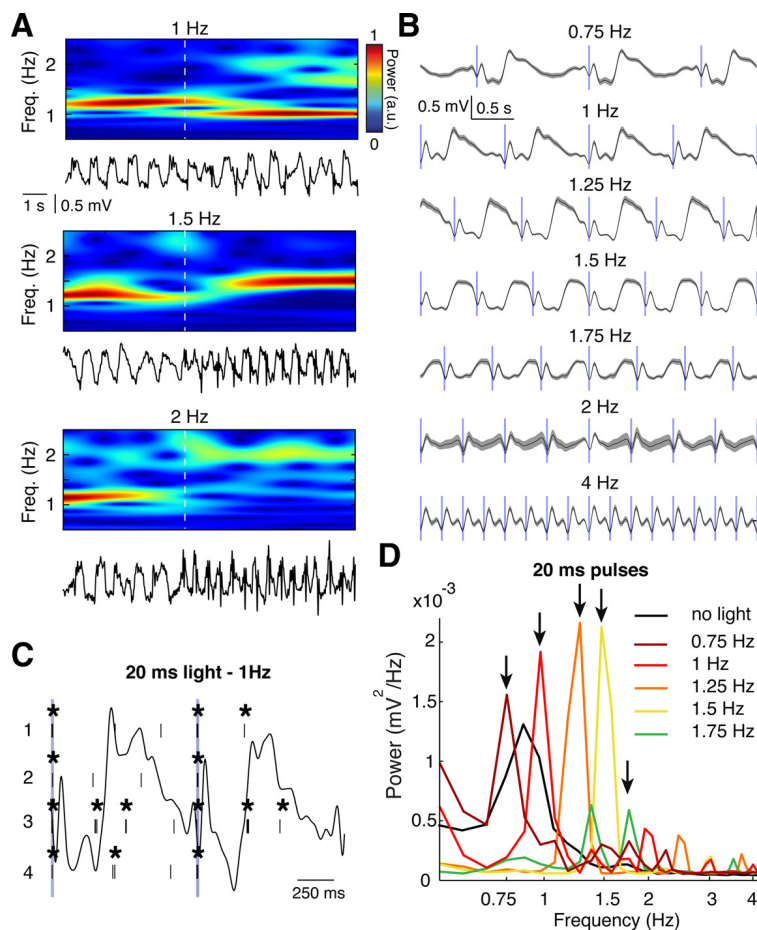 A
1 Hz
Freq. (Hz)
2
1
Power (a.u.)
1
0
1 s
0.5 mV
1.5 Hz
Freq. (Hz)
2
1
2 Hz
Freq. (Hz)
2
1
B
0.75 Hz
0.5 mV
0.5 s
1 Hz
1.25 Hz
1.5 Hz
1.75 Hz
2 Hz
4 Hz
C
20 ms light - 1Hz
* *
1 *
*
2
* * * * * *
3
* * *
4
250 ms
D
20 ms pulses
×10⁻³
2
1.5
1
0.5
0
Power (mV²/Hz)
no light
0.75 Hz
1 Hz
1.25 Hz
1.5 Hz
1.75 Hz
0.75 1 1.5 2 3 4
Frequency (Hz)